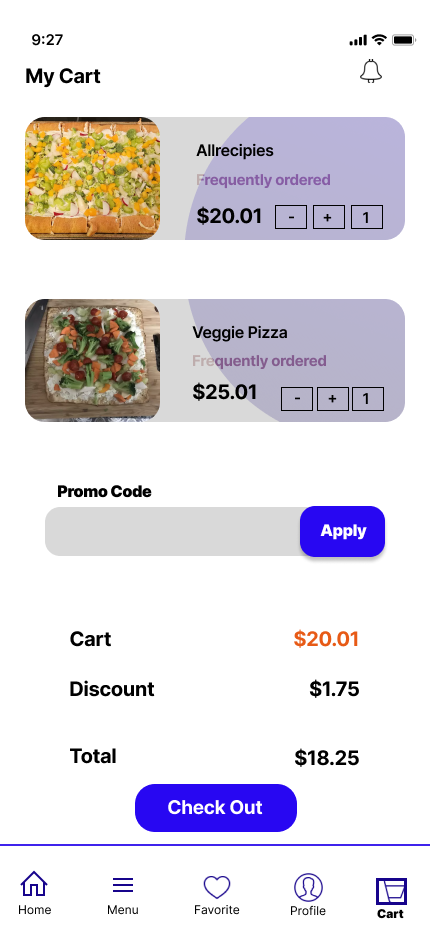 9:27
My Cart
Allrecipies
Frequently ordered
$20.01 - + 1
Veggie Pizza
Frequently ordered
$25.01 - + 1
Promo Code
Apply
Cart $20.01
Discount $1.75
Total $18.25
Check Out
Home Menu Favorite Profile Cart